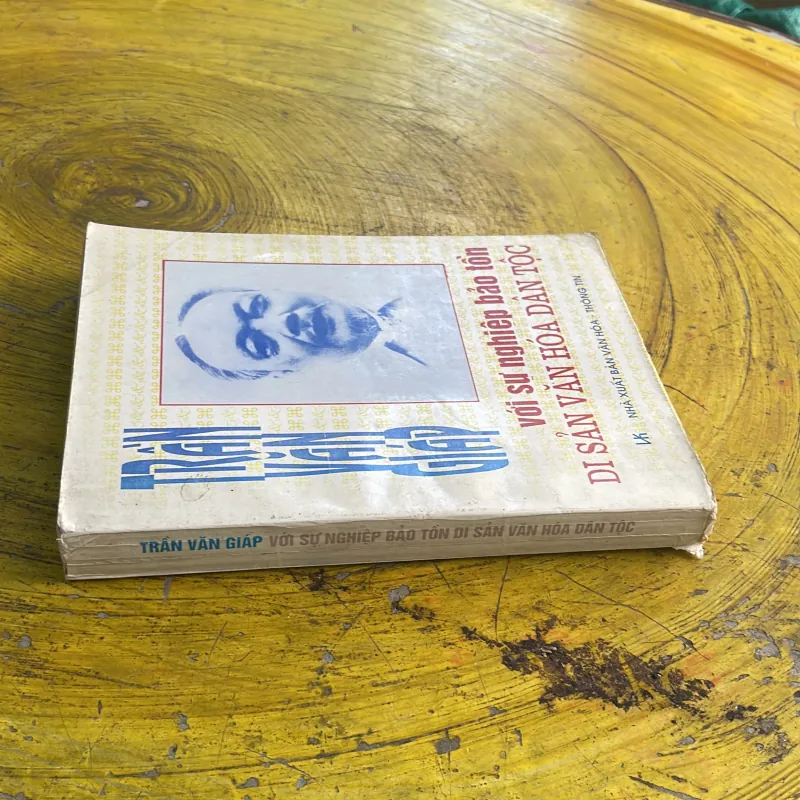 TRẦN
VĂN
GIÁP
với sự nghiệp bảo tồn
DI SẢN VĂN HÓA DÂN TỘC
NHÀ XUẤT BẢN VĂN HÓA - THÔNG TIN
TRẦN VĂN GIÁP VỚI SỰ NGHIỆP BẢO TỒN DI SẢN VĂN HÓA DÂN TỘC